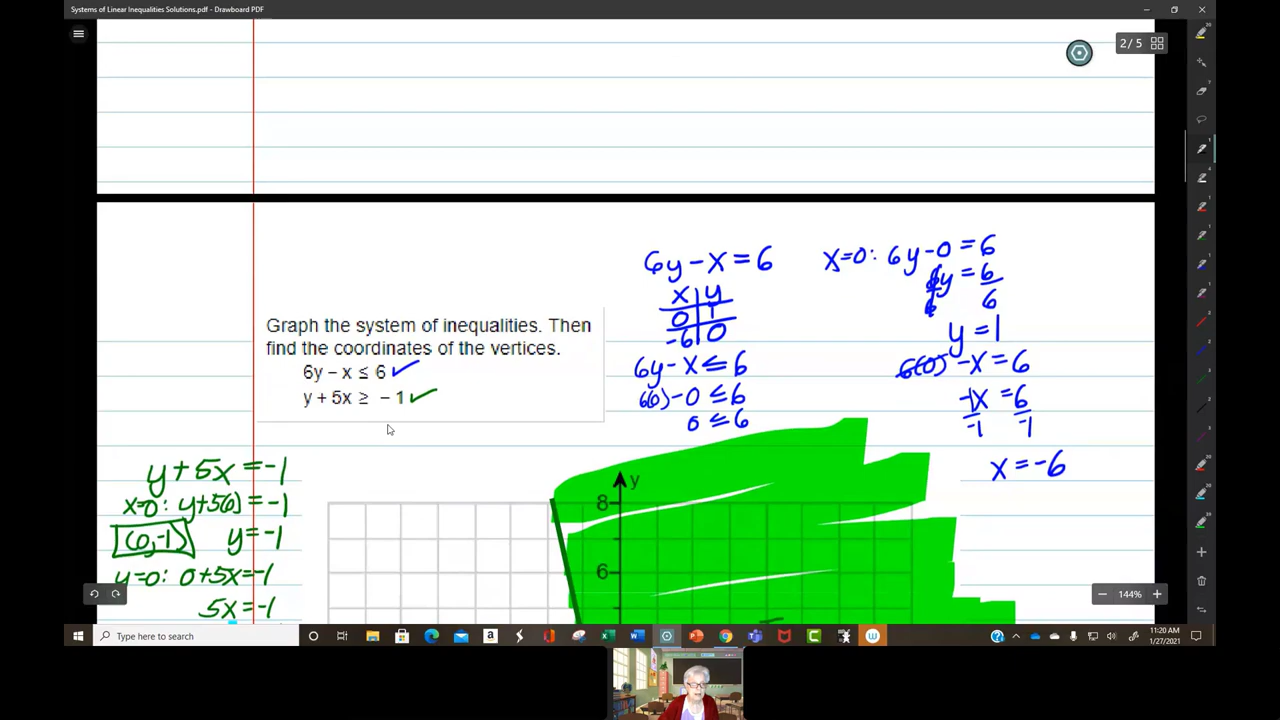 Systems of Linear Inequalities Solutions.pdf - Drawboard PDF
2 / 5
6y - x = 6
x | y
0 | 1
-6 | 0
6y - x ≤ 6
6(0) - 0 ≤ 6
0 ≤ 6
x=0: 6y - 0 = 6
6y = 6
6 6
y = 1
6(0) - x = 6
-1x = 6
-1 -1
x = -6
Graph the system of inequalities. Then
find the coordinates of the vertices.
6y − x ≤ 6
y + 5x ≥ − 1
y + 5x = -1
x=0: y+5(0) = -1
(0,-1) y = -1
y=0: 0+5x = -1
5x = -1
y
8
6
144%
Type here to search
11:20 AM
1/27/2021